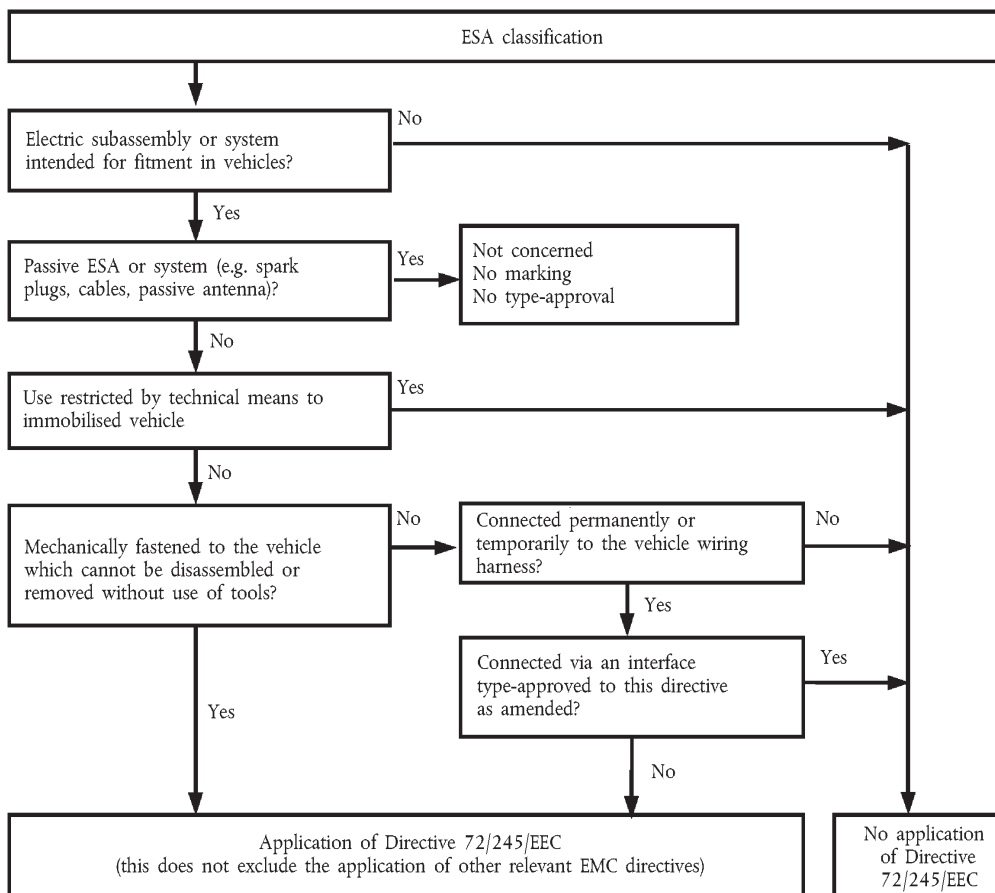 ESA classification
Electric subassembly or system
intended for fitment in vehicles?
No
Yes
Passive ESA or system (e.g. spark
plugs, cables, passive antenna)?
Yes
Not concerned
No marking
No type-approval
No
Use restricted by technical means to
immobilised vehicle
Yes
No
Mechanically fastened to the vehicle
which cannot be disassembled or
removed without use of tools?
No
Connected permanently or
temporarily to the vehicle wiring
harness?
No
Yes
Connected via an interface
type-approved to this directive
as amended?
Yes
Yes
No
Application of Directive 72/245/EEC
(this does not exclude the application of other relevant EMC directives)
No application
of Directive
72/245/EEC